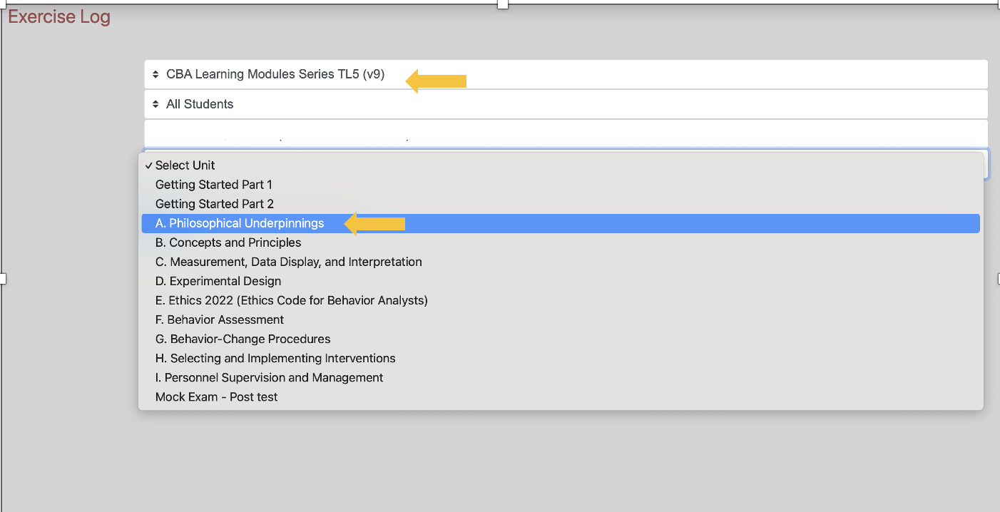 Exercise Log
CBA Learning Modules Series TL5 (v9)
All Students
✓ Select Unit
Getting Started Part 1
Getting Started Part 2
A. Philosophical Underpinnings
B. Concepts and Principles
C. Measurement, Data Display, and Interpretation
D. Experimental Design
E. Ethics 2022 (Ethics Code for Behavior Analysts)
F. Behavior Assessment
G. Behavior-Change Procedures
H. Selecting and Implementing Interventions
I. Personnel Supervision and Management
Mock Exam - Post test